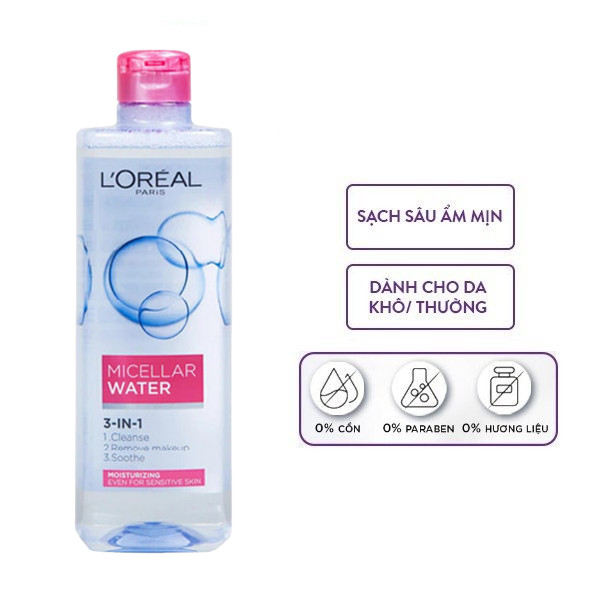 L'ORÉAL
PARIS
MICELLAR
WATER
3-IN-1
1.Cleanse
2.Remove makeup
3.Soothe
MOISTURIZING
EVEN FOR SENSITIVE SKIN
SẠCH SÂU ẨM MỊN
DÀNH CHO DA
KHÔ/ THƯỜNG
0% CỒN
0% PARABEN
0% HƯƠNG LIỆU